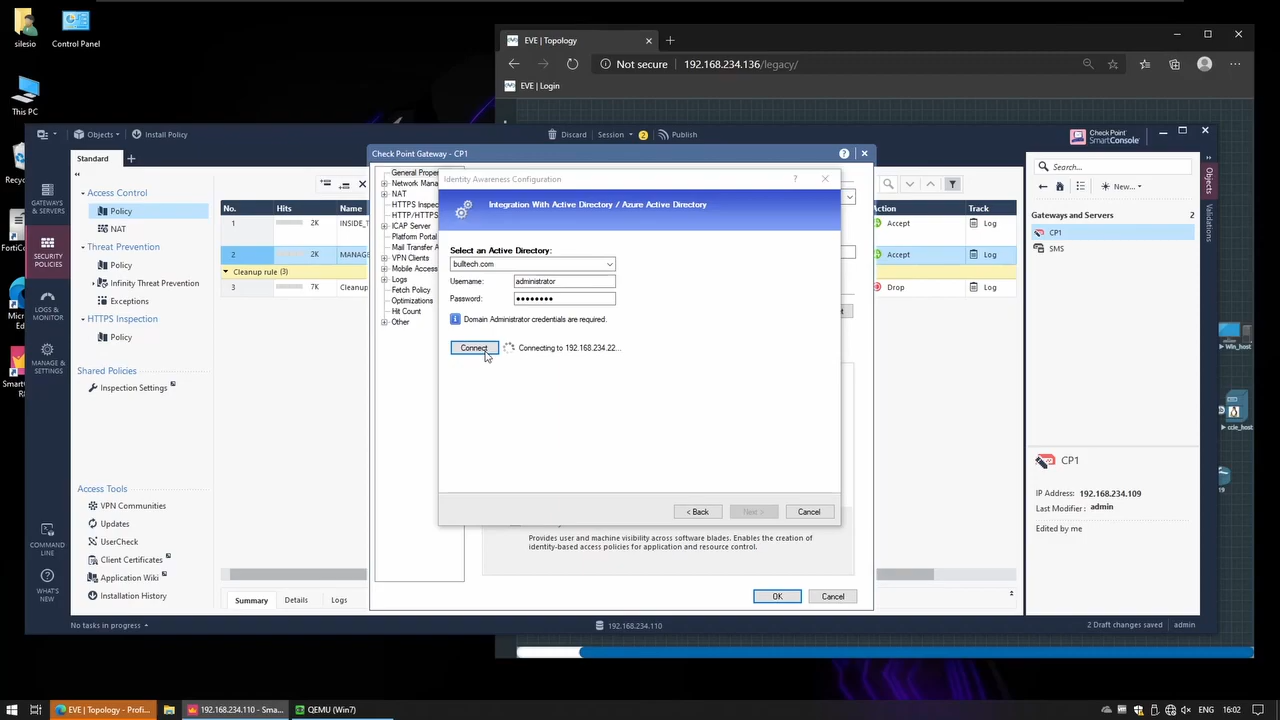 silesio
Control Panel
This PC
EVE | Topology
Not secure
192.168.234.136/legacy/
EVE | Login
Objects
Install Policy
Discard
Session
2
Publish
Check Point
SmartConsole
Standard
GATEWAYS
& SERVERS
SECURITY
POLICIES
LOGS &
MONITOR
MANAGE &
SETTINGS
COMMAND
LINE
WHAT'S
NEW
Access Control
Policy
NAT
Threat Prevention
Policy
Infinity Threat Prevention
Exceptions
HTTPS Inspection
Policy
Shared Policies
Inspection Settings
Access Tools
VPN Communities
Updates
UserCheck
Client Certificates
Application Wiki
Installation History
No.
Hits
Name
1
2K
INSIDE_
2
2K
MANAGE
Cleanup rule (3)
3
7K
Cleanup
Action
Track
Accept
Log
Accept
Log
Drop
Log
Summary
Details
Logs
Check Point Gateway - CP1
General Prope
Network Mana
NAT
HTTPS Inspec
HTTP/HTTPS
ICAP Server
Platform Portal
Mail Transfer A
VPN Clients
Mobile Access
Logs
Fetch Policy
Optimizations
Hit Count
Other
Identity Awareness Configuration
Integration With Active Directory / Azure Active Directory
Select an Active Directory:
bulltech.com
Username:
administrator
Password:
Domain Administrator credentials are required.
Connect
Connecting to 192.168.234.22...
< Back
Next >
Cancel
Provides user and machine visibility across software blades. Enables the creation of
identity-based access policies for application and resource control.
OK
Cancel
Search...
New...
Gateways and Servers
2
CP1
SMS
Objects
Validations
CP1
IP Address: 192.168.234.109
Last Modifier: admin
Edited by me
Win_host
ccle_host
19
No tasks in progress
192.168.234.110
2 Draft changes saved
admin
EVE | Topology - Profi...
192.168.234.110 - Sma...
QEMU (Win7)
ENG
16:02